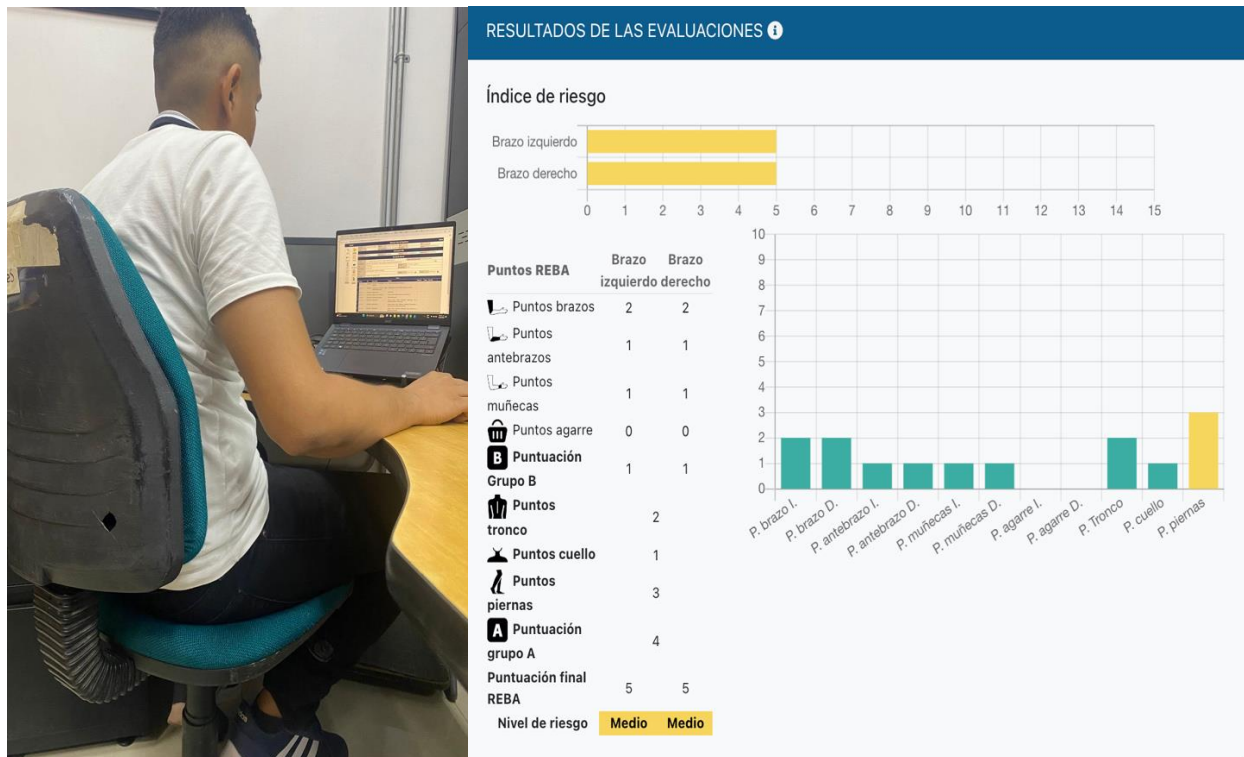 RESULTADOS DE LAS EVALUACIONES
Índice de riesgo
Brazo izquierdo
Brazo derecho
0 1 2 3 4 5 6 7 8 9 10 11 12 13 14 15
Puntos REBA
Brazo izquierdo
Brazo derecho
Puntos brazos 2 2
Puntos antebrazos 1 1
Puntos muñecas 1 1
Puntos agarre 0 0
B Puntuación Grupo B 1 1
Puntos tronco 2
Puntos cuello 1
Puntos piernas 3
A Puntuación grupo A 4
Puntuación final REBA 5 5
Nivel de riesgo Medio Medio
10
9
8
7
6
5
4
3
2
1
0
P. brazo I.
P. brazo D.
P. antebrazo I.
P. antebrazo D.
P. muñecas I.
P. muñecas D.
P. agarre I.
P. agarre D.
P. Tronco
P. cuello
P. piernas